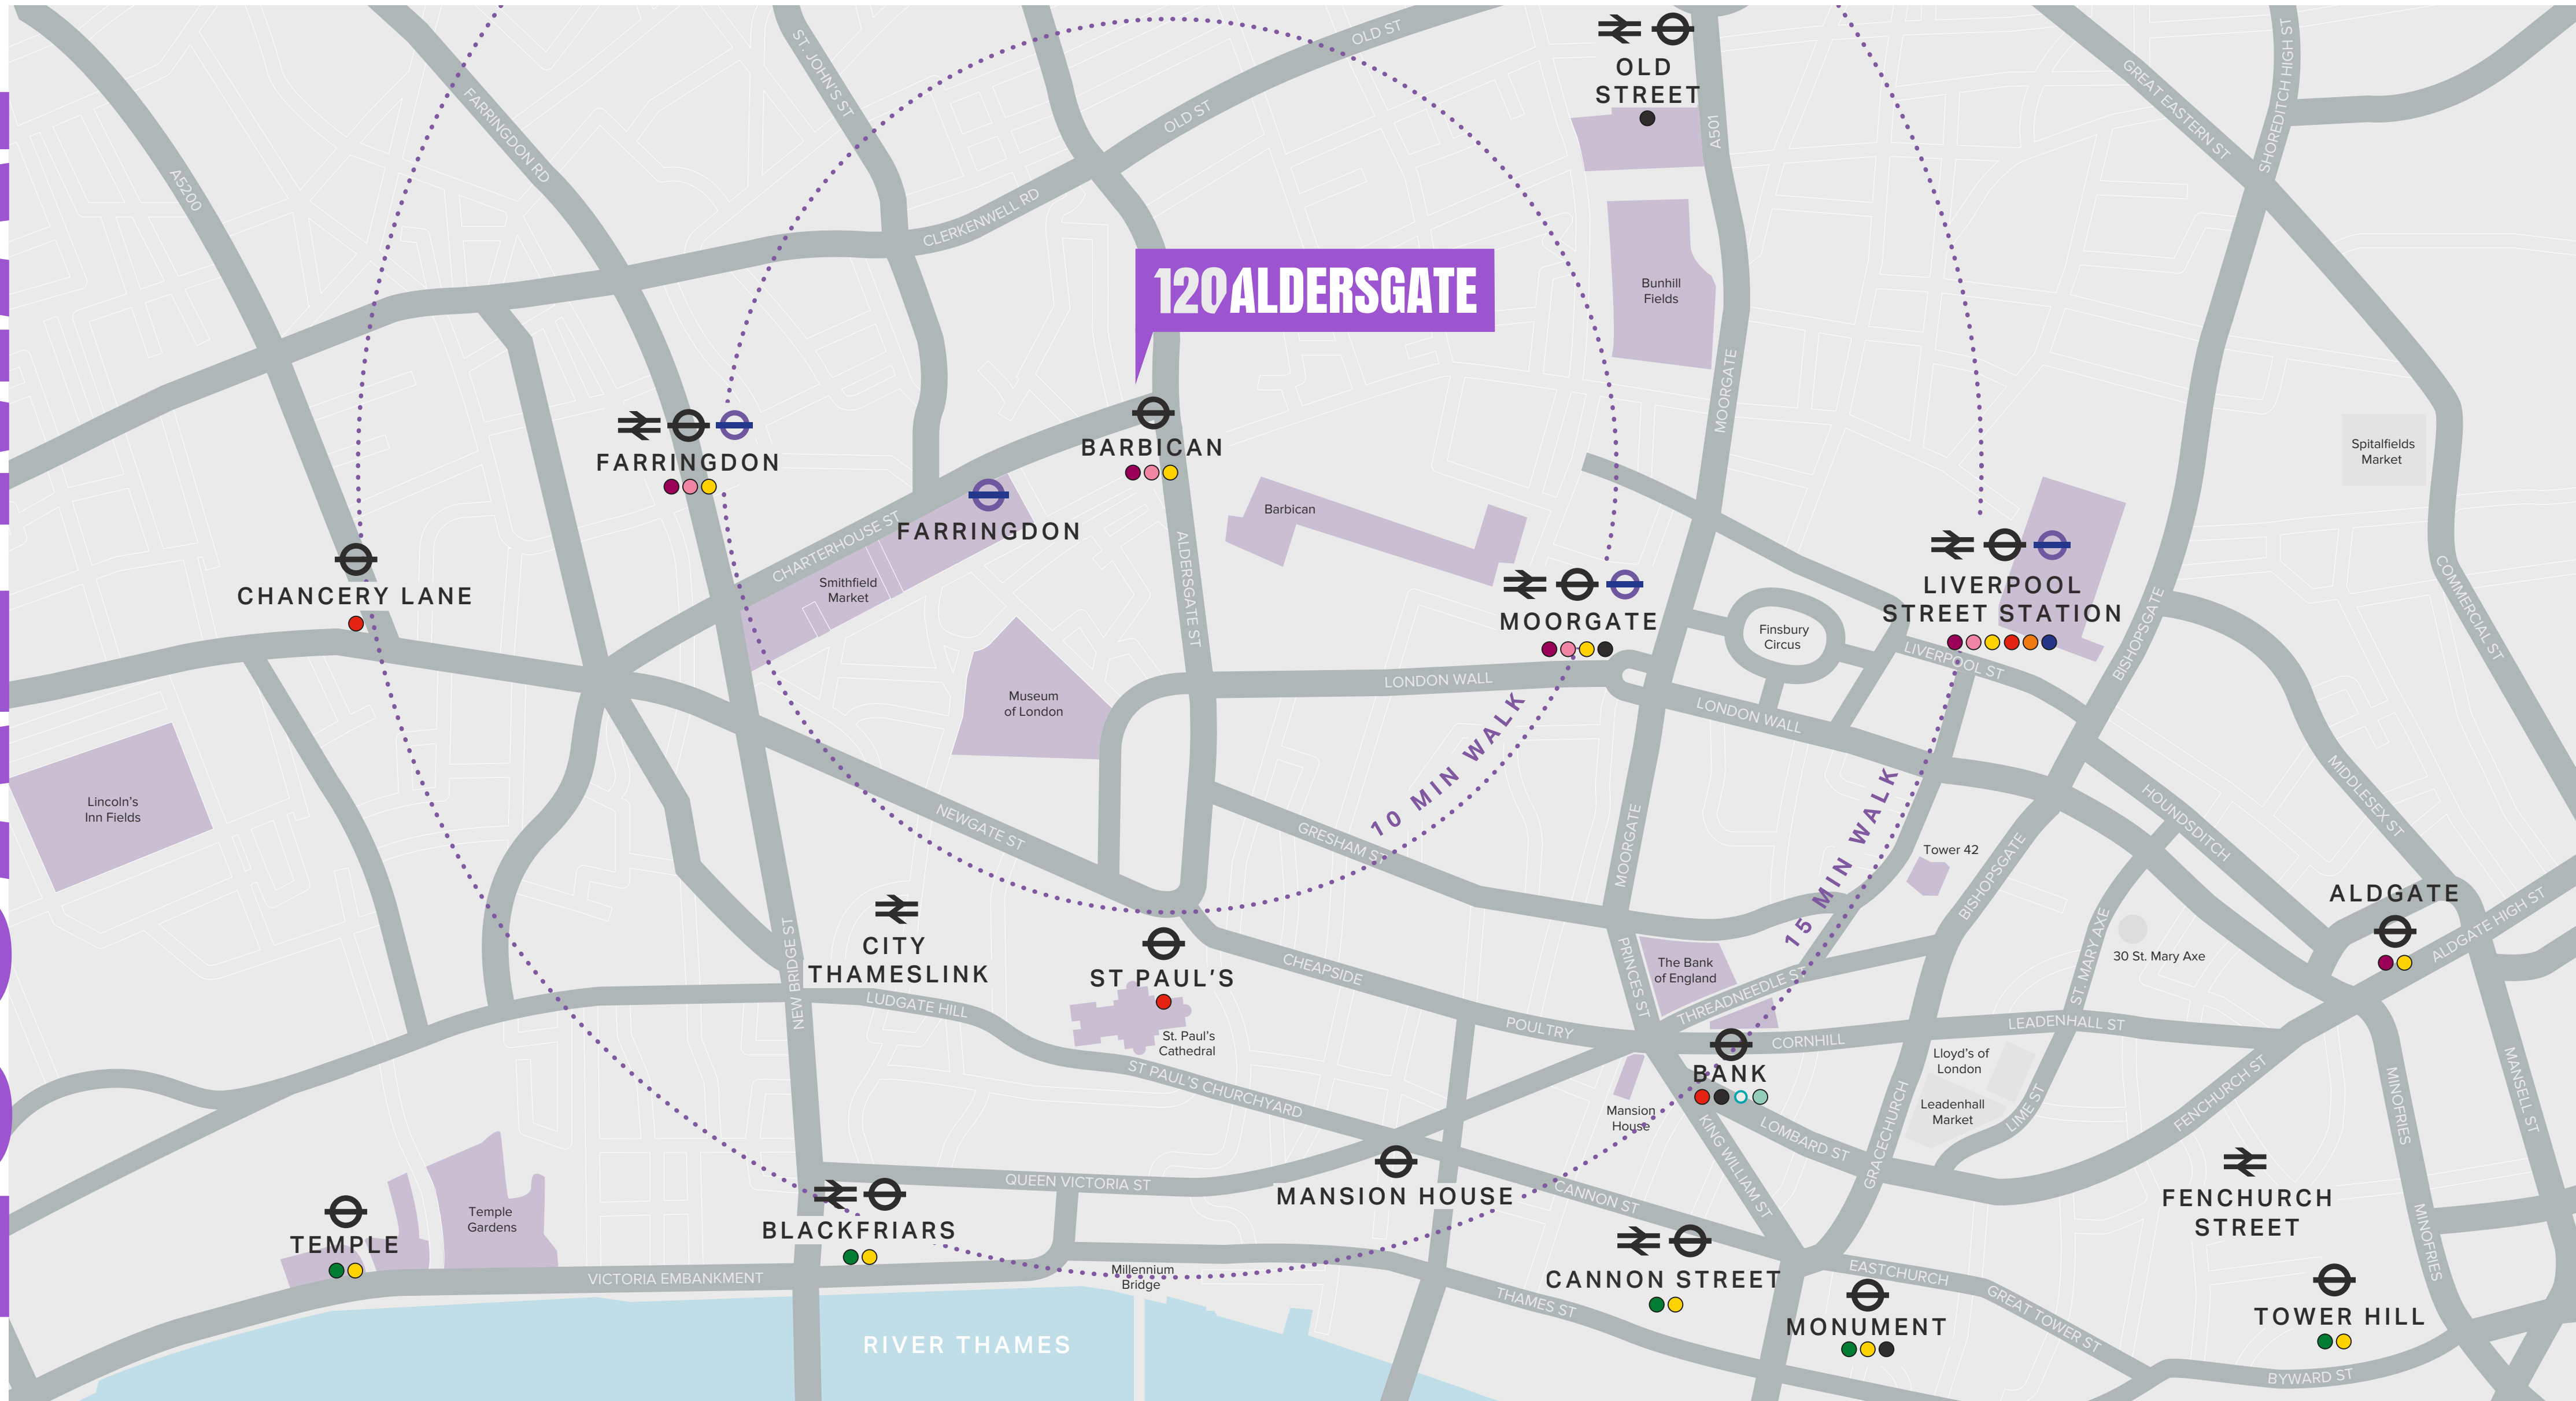 OLD
STREET
OLD ST
OLD ST
ST. JOHN'S ST
FARRINGDON RD
A5200
CLERKENWELL RD
A501
GREAT EASTERN ST
SHOREDITCH HIGH ST
120 ALDERSGATE
Bunhill
Fields
MOORGATE
FARRINGDON
BARBICAN
FARRINGDON
CHARTERHOUSE ST
Smithfield
Market
ALDERSGATE ST
Barbican
Spitalfields
Market
CHANCERY LANE
MOORGATE
Finsbury
Circus
LIVERPOOL
STREET STATION
LIVERPOOL ST
BISHOPSGATE
COMMERCIAL ST
Museum
of London
LONDON WALL
LONDON WALL
10 MIN WALK
15 MIN WALK
Lincoln's
Inn Fields
NEWGATE ST
GRESHAM ST
MOORGATE
Tower 42
BISHOPSGATE
HOUNDSDITCH
MIDDLESEX ST
ALDGATE
ALDGATE HIGH ST
CITY
THAMESLINK
NEW BRIDGE ST
ST PAUL'S
St. Paul's
Cathedral
LUDGATE HILL
CHEAPSIDE
POULTRY
PRINCES ST
The Bank
of England
THREADNEEDLE ST
ST. MARY AXE
30 St. Mary Axe
BANK
CORNHILL
LEADENHALL ST
Lloyd's of
London
Leadenhall
Market
LIME ST
FENCHURCH ST
MINOFRIES
MANSELL ST
ST PAUL'S CHURCHYARD
Mansion
House
KING WILLIAM ST
LOMBARD ST
GRACECHURCH
QUEEN VICTORIA ST
MANSION HOUSE
CANNON ST
FENCHURCH
STREET
MINOFRIES
Temple
Gardens
TEMPLE
BLACKFRIARS
VICTORIA EMBANKMENT
Millennium
Bridge
CANNON STREET
THAMES ST
EASTCHURCH
GREAT TOWER ST
MONUMENT
TOWER HILL
BYWARD ST
RIVER THAMES